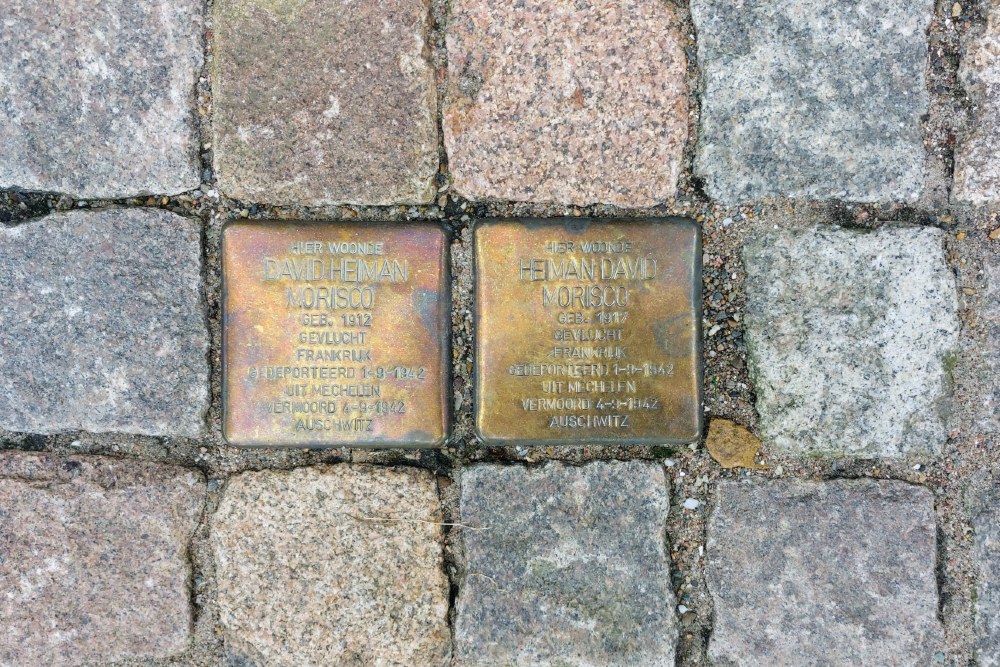 HIER WOONDE
DAVID HEIMAN
MORISCO
GEB. 1912
GEVLUCHT
FRANKRIJK
GEDEPORTEERD 1-9-1942
UIT MECHELEN
VERMOORD 4-9-1942
AUSCHWITZ
HIER WOONDE
HEIMAN DAVID
MORISCO
GEB. 1917
GEVLUCHT
FRANKRIJK
GEDEPORTEERD 1-9-1942
UIT MECHELEN
VERMOORD 4-9-1942
AUSCHWITZ